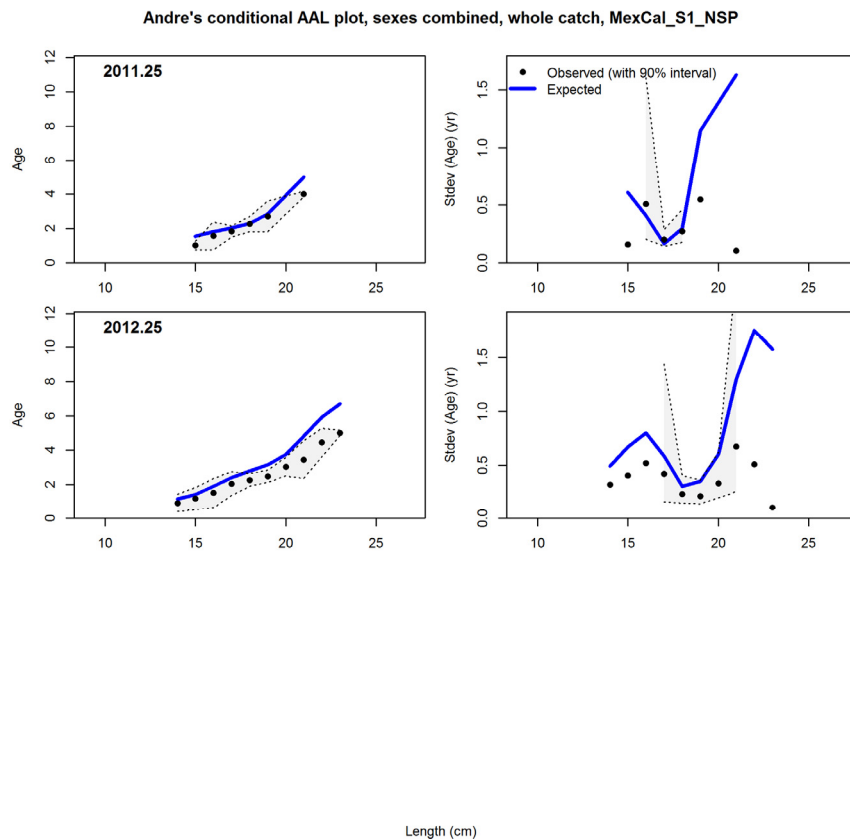 Andre's conditional AAL plot, sexes combined, whole catch, MexCal_S1_NSP
2011.25
Age
0 2 4 6 8 10 12
10 15 20 25
Observed (with 90% interval)
Expected
Stdev (Age) (yr)
0.0 0.5 1.0 1.5
10 15 20 25
2012.25
Age
0 2 4 6 8 10 12
10 15 20 25
Stdev (Age) (yr)
0.0 0.5 1.0 1.5
10 15 20 25
Length (cm)